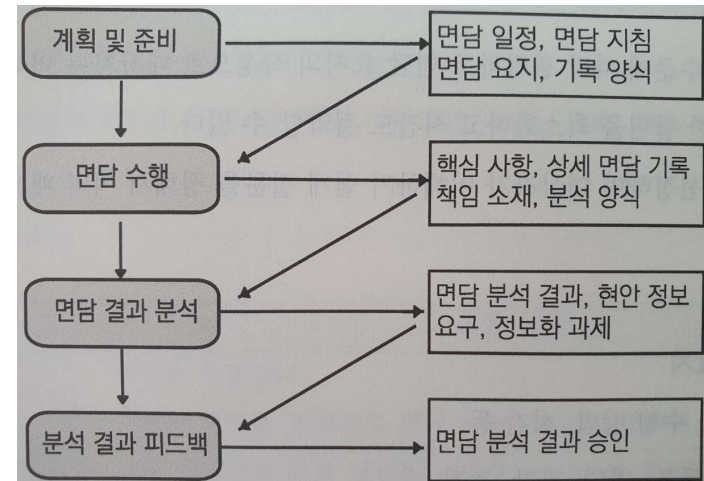 계획 및 준비
면담 일정, 면담 지침
면담 요지, 기록 양식
면담 수행
핵심 사항, 상세 면담 기록
책임 소재, 분석 양식
면담 결과 분석
면담 분석 결과, 현안 정보
요구, 정보화 과제
분석 결과 피드백
면담 분석 결과 승인